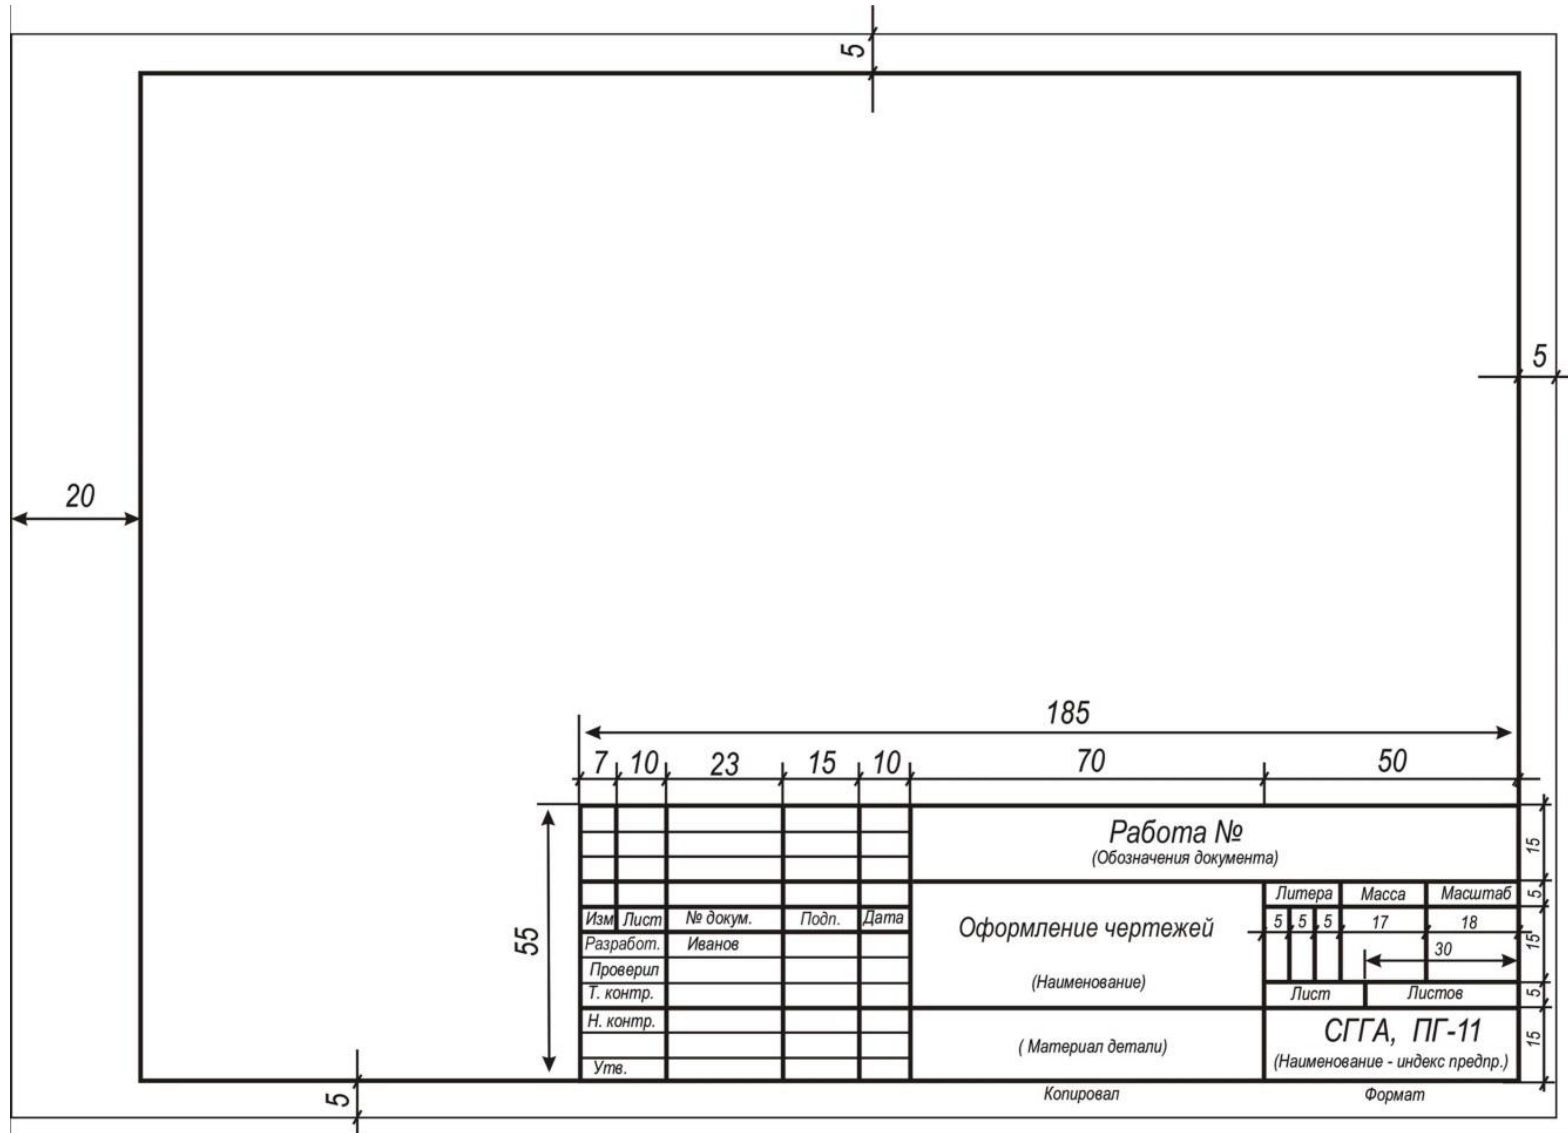 5
5
20
185
7 10 23 15 10 70 50
Работа №
(Обозначения документа)
15
Литера Масса Масштаб 5
Изм Лист № докум. Подп. Дата
Оформление чертежей
5 5 5 17 18
15
55
Разработ. Иванов
30
Проверил
(Наименование)
Т. контр.
Лист Листов 5
Н. контр.
СГГА, ПГ-11
15
( Материал детали)
(Наименование - индекс предпр.)
Утв.
Копировал Формат
5